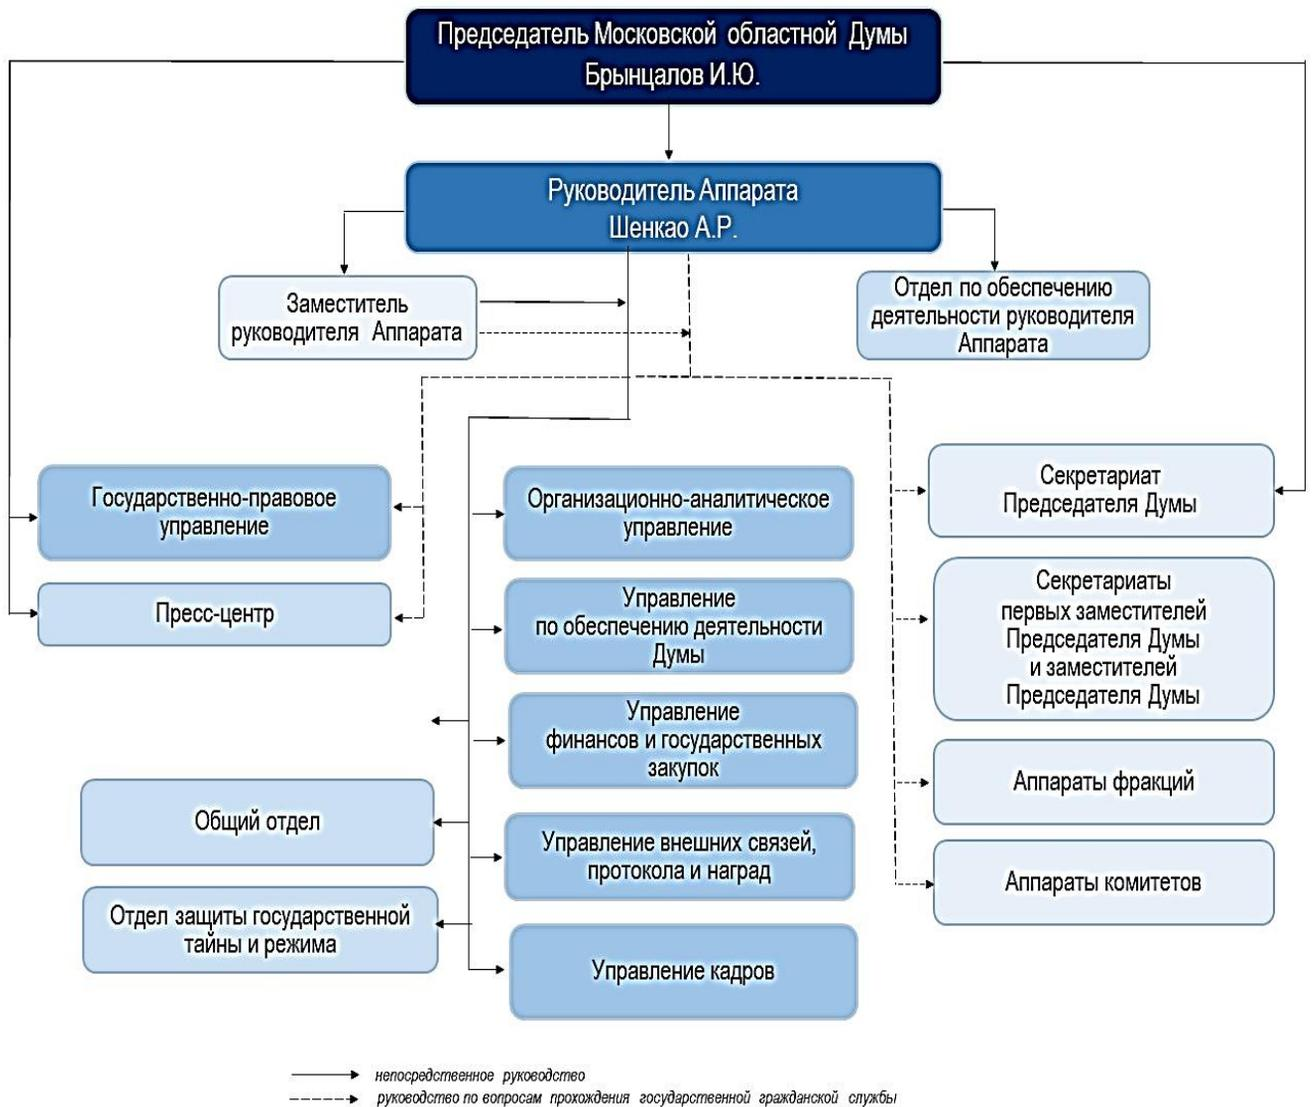 Председатель Московской областной Думы
Брынцалов И.Ю.
Руководитель Аппарата
Шенкао А.Р.
Заместитель
руководителя Аппарата
Отдел по обеспечению
деятельности руководителя
Аппарата
Государственно-правовое
управление
Пресс-центр
Общий отдел
Отдел защиты государственной
тайны и режима
Организационно-аналитическое
управление
Управление
по обеспечению деятельности
Думы
Управление
финансов и государственных
закупок
Управление внешних связей,
протокола и наград
Управление кадров
Секретариат
Председателя Думы
Секретариаты
первых заместителей
Председателя Думы
и заместителей
Председателя Думы
Аппараты фракций
Аппараты комитетов
непосредственное руководство
руководство по вопросам прохождения государственной гражданской службы